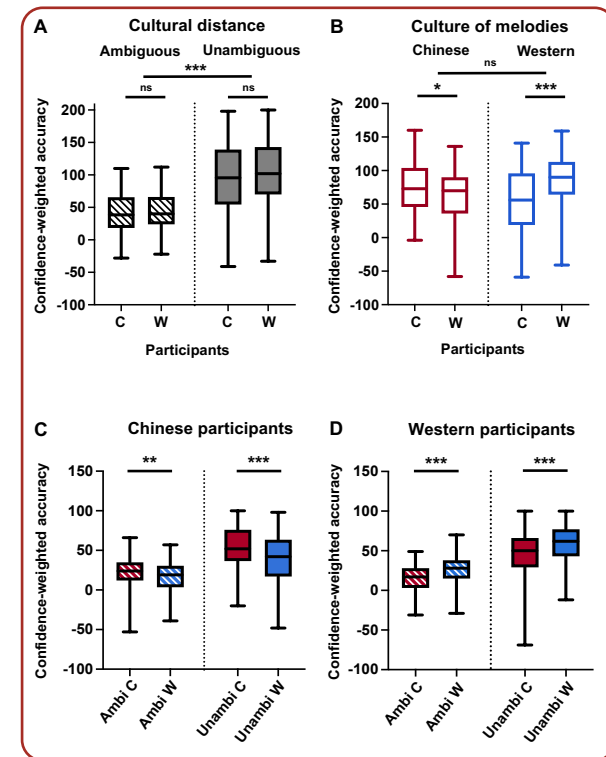 A Cultural distance
Ambiguous Unambiguous
***
ns ns
Confidence-weighted accuracy
200
150
100
50
0
-50
-100
C W C W
Participants
B Culture of melodies
Chinese Western
ns
* ***
Confidence-weighted accuracy
200
150
100
50
0
-50
-100
C W C W
Participants
C Chinese participants
** ***
Confidence-weighted accuracy
150
100
50
0
-50
-100
Ambi C Ambi W Unambi C Unambi W
D Western participants
*** ***
Confidence-weighted accuracy
150
100
50
0
-50
-100
Ambi C Ambi W Unambi C Unambi W